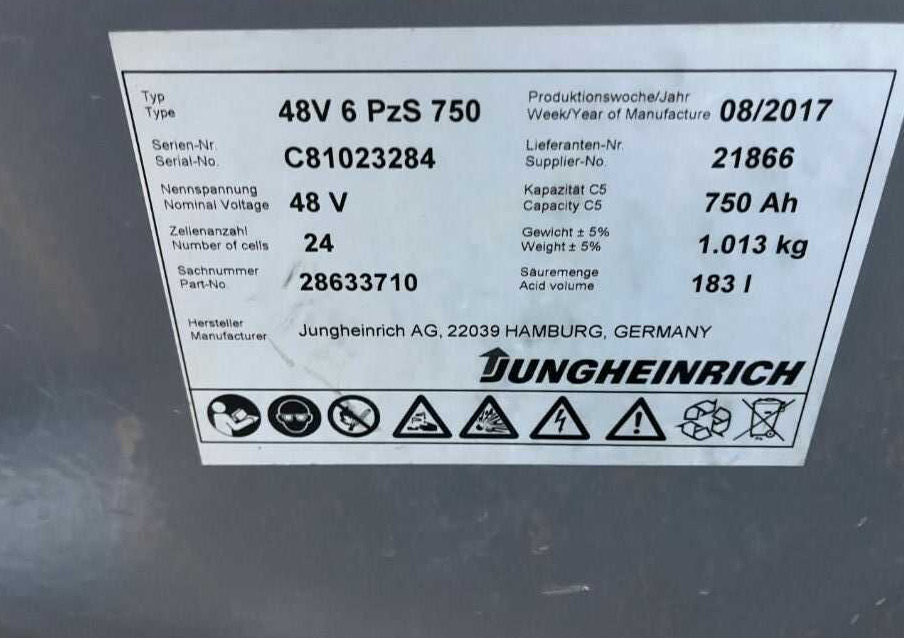 Typ
Type 48V 6 PzS 750
Produktionswoche/Jahr
Week/Year of Manufacture 08/2017
Serien-Nr.
Serial-No. C81023284
Lieferanten-Nr.
Supplier-No. 21866
Nennspannung
Nominal Voltage 48 V
Kapazität C5
Capacity C5 750 Ah
Zellenanzahl
Number of cells 24
Gewicht ± 5%
Weight ± 5% 1.013 kg
Sachnummer
Part-No. 28633710
Säuremenge
Acid volume 183 l
Hersteller
Manufacturer Jungheinrich AG, 22039 HAMBURG, GERMANY
JUNGHEINRICH